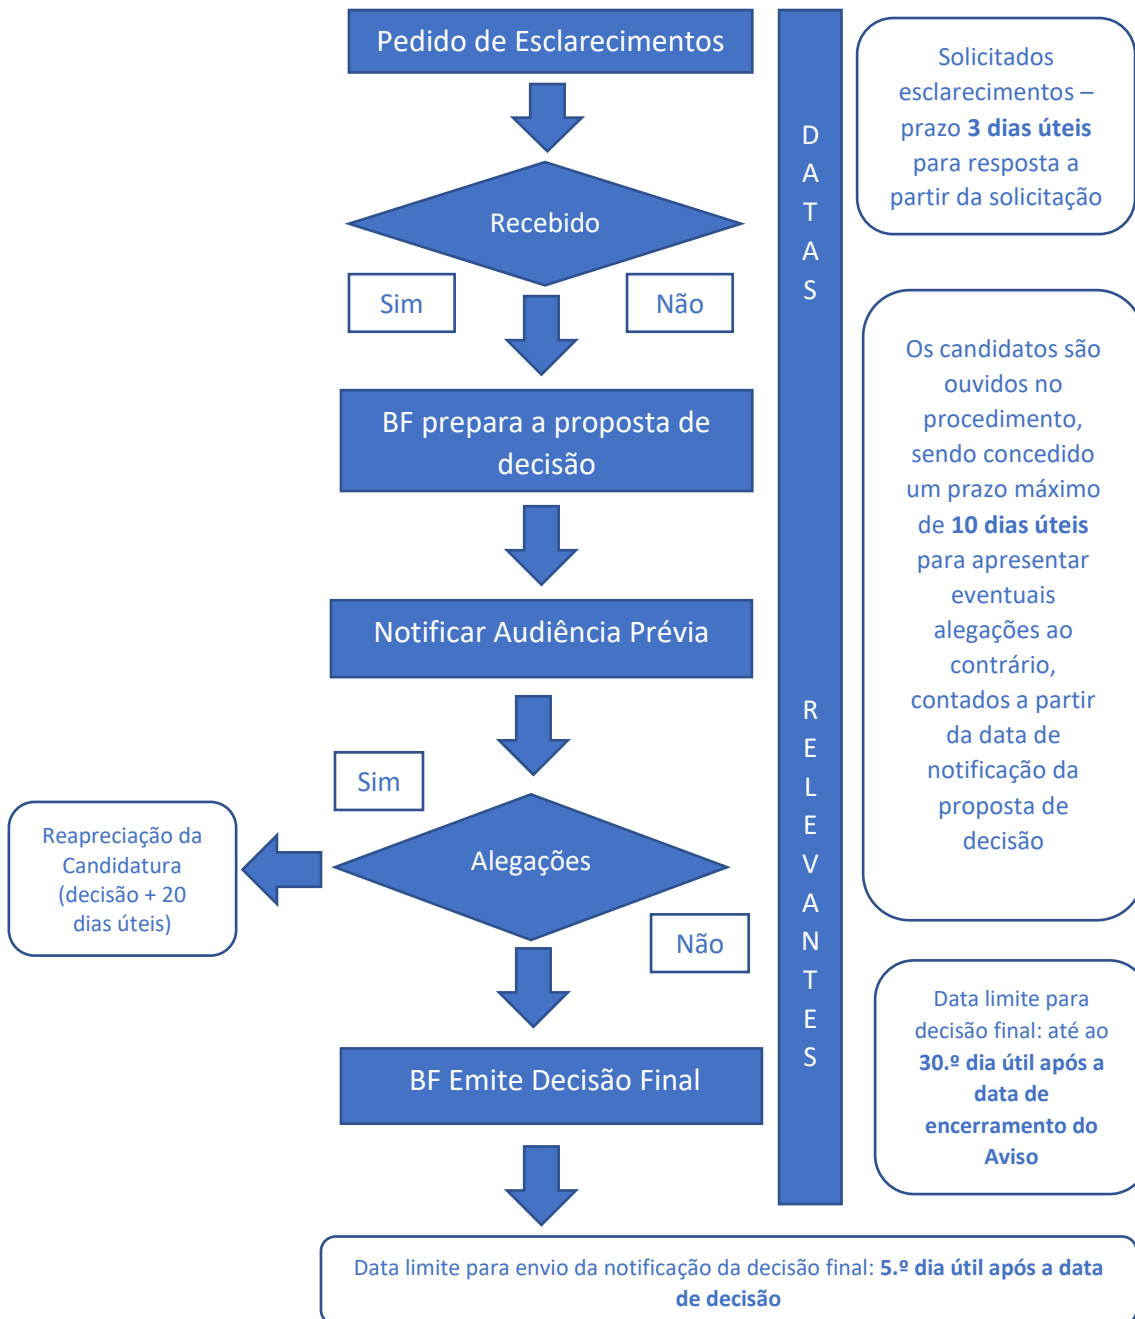 Pedido de Esclarecimentos
Solicitados
esclarecimentos –
prazo 3 dias úteis
para resposta a
partir da solicitação
D
A
T
A
S
Recebido
Sim
Não
Os candidatos são
ouvidos no
procedimento,
sendo concedido
um prazo máximo
de 10 dias úteis
para apresentar
eventuais
alegações ao
contrário,
contados a partir
da data de
notificação da
proposta de
decisão
BF prepara a proposta de
decisão
Notificar Audiência Prévia
R
E
L
E
V
A
N
T
E
S
Sim
Alegações
Reapreciação da
Candidatura
(decisão + 20
dias úteis)
Não
Data limite para
decisão final: até ao
30.º dia útil após a
data de
encerramento do
Aviso
BF Emite Decisão Final
Data limite para envio da notificação da decisão final: 5.º dia útil após a data
de decisão